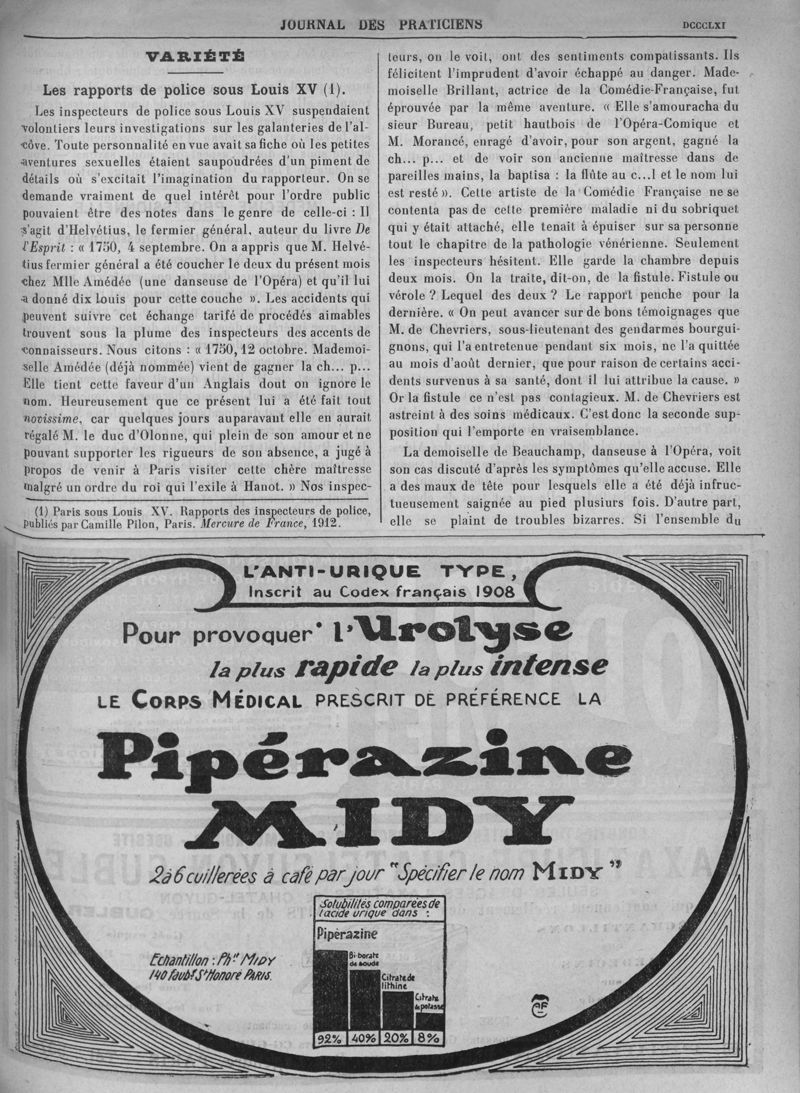 JOURNAL DES PRATICIENS
DCCCLXI
VARIÉTÉ
Les rapports de police sous Louis XV (1).
Les inspecteurs de police sous Louis XV suspendaient
volontiers leurs investigations sur les galanteries de l'al-
côve. Toute personnalité en vue avait sa fiche où les petites
aventures sexuelles étaient saupoudrées d'un piment de
détails où s'excitait l'imagination du rapporteur. On se
demande vraiment de quel intérêt pour l'ordre public
pouvaient être des notes dans le genre de celle-ci : Il
s'agit d'Helvétius, le fermier général, auteur du livre De
l'Esprit : « 1750, 4 septembre. On a appris que M. Helvé-
tius fermier général a été coucher le deux du présent mois
chez Mlle Amédée (une danseuse de l'Opéra) et qu'il lui
a donné dix louis pour cette couche ». Les accidents qui
peuvent suivre cet échange tarifé de procédés aimables
trouvent sous la plume des inspecteurs des accents de
connaisseurs. Nous citons : « 1750, 12 octobre. Mademoi-
selle Amédée (déjà nommée) vient de gagner la ch... p...
Elle tient cette faveur d'un Anglais dout on ignore le
nom. Heureusement que ce présent lui a été fait tout
novissime, car quelques jours auparavant elle en aurait
régalé M. le duc d'Olonne, qui plein de son amour et ne
pouvant supporter les rigueurs de son absence, a jugé à
propos de venir à Paris visiter cette chère maîtresse
malgré un ordre du roi qui l'exile à Hanot. » Nos inspec-
(1) Paris sous Louis XV. Rapports des inspecteurs de police,
publiés par Camille Pilon, Paris. Mercure de France, 1912.
teurs, on le voit, ont des sentiments compatissants. Ils
félicitent l'imprudent d'avoir échappé au danger. Made-
moiselle Brillant, actrice de la Comédie-Française, fut
éprouvée par la même aventure. « Elle s'amouracha du
sieur Bureau, petit hautbois de l'Opéra-Comique et
M. Morancé, enragé d'avoir, pour son argent, gagné la
ch... p... et de voir son ancienne maîtresse dans de
pareilles mains, la baptisa : la flûte au c...l et le nom lui
est resté ». Cette artiste de la Comédie Française ne se
contenta pas de cette première maladie ni du sobriquet
qui y était attaché, elle tenait à épuiser sur sa personne
tout le chapitre de la pathologie vénérienne. Seulement
les inspecteurs hésitent. Elle garde la chambre depuis
deux mois. On la traite, dit-on, de la fistule. Fistule ou
vérole ? Lequel des deux ? Le rapport penche pour la
dernière. « On peut avancer sur de bons témoignages que
M. de Chevriers, sous-lieutenant des gendarmes bourgui-
gnons, qui l'a entretenue pendant six mois, ne l'a quittée
au mois d'août dernier, que pour raison de certains acci-
dents survenus à sa santé, dont il lui attribue la cause. »
Or la fistule ce n'est pas contagieux. M. de Chevriers est
astreint à des soins médicaux. C'est donc la seconde sup-
position qui l'emporte en vraisemblance.
La demoiselle de Beauchamp, danseuse à l'Opéra, voit
son cas discuté d'après les symptômes qu'elle accuse. Elle
a des maux de tête pour lesquels elle a été déjà infruc-
tueusement saignée au pied plusiurs fois. D'autre part,
elle se plaint de troubles bizarres. Si l'ensemble du
L'ANTI-URIQUE TYPE,
Inscrit au Codex français 1908
Pour provoquer l'Urolyse
la plus rapide la plus intense
LE CORPS MÉDICAL PRESCRIT DE PRÉFÉRENCE LA
Pipérazine
MIDY
2 à 6 cuillerées à café par jour "Spécifier le nom MIDY"
Solubilités comparées de
l'acide urique dans :
Pipérazine
Bi-borate
de soude
Citrate de
lithine
Citrate
de potasse
92% 40% 20% 8%
Echantillon : Phie MIDY
140 Faubg St Honoré PARIS.
AF